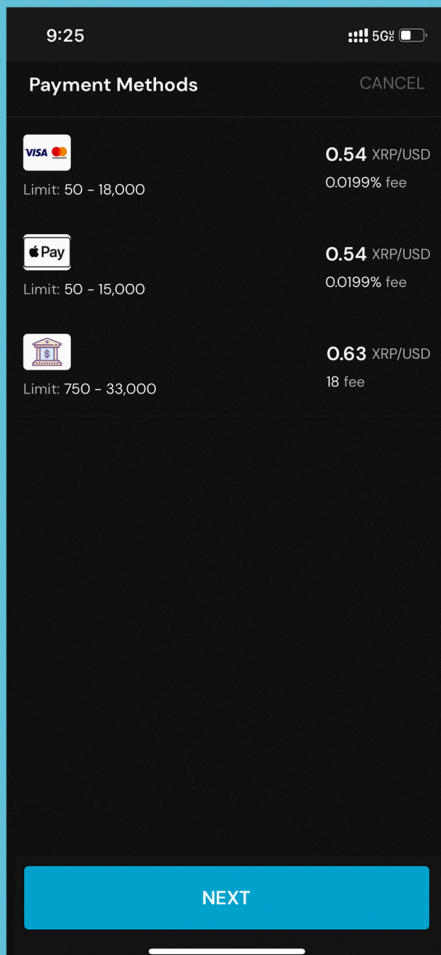 9:25
5G UC
Payment Methods
CANCEL
VISA
0.54 XRP/USD
Limit: 50 - 18,000
0.0199% fee
Pay
0.54 XRP/USD
Limit: 50 - 15,000
0.0199% fee
$
0.63 XRP/USD
Limit: 750 - 33,000
18 fee
NEXT